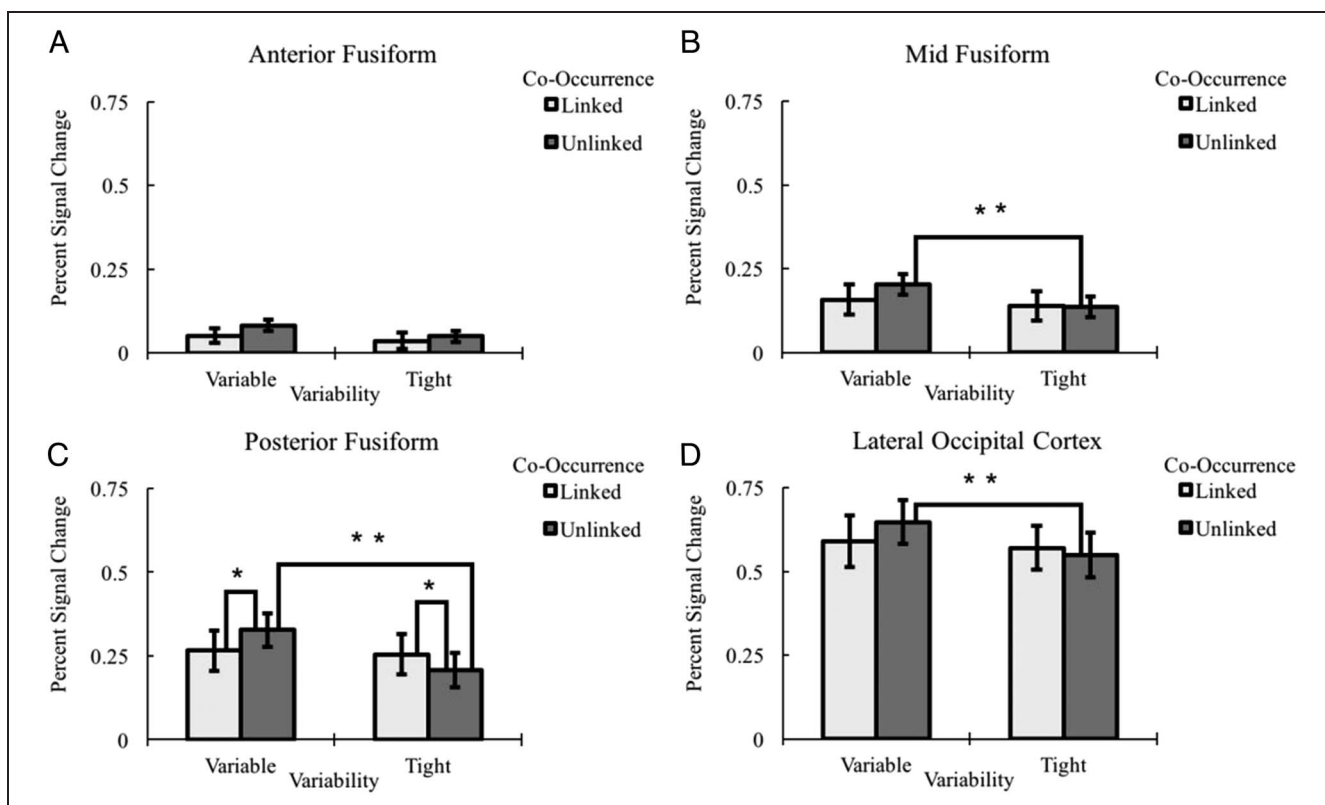 A
Anterior Fusiform
Co-Occurrence
Linked
Unlinked
Percent Signal Change
0.75
0.5
0.25
0
Variable
Tight
Variability
B
Mid Fusiform
Co-Occurrence
Linked
Unlinked
Percent Signal Change
0.75
0.5
0.25
0
* *
Variable
Tight
Variability
C
Posterior Fusiform
Co-Occurrence
Linked
Unlinked
Percent Signal Change
0.75
0.5
0.25
0
* *
*
*
Variable
Tight
Variability
D
Lateral Occipital Cortex
Co-Occurrence
Linked
Unlinked
Percent Signal Change
0.75
0.5
0.25
0
* *
Variable
Tight
Variability